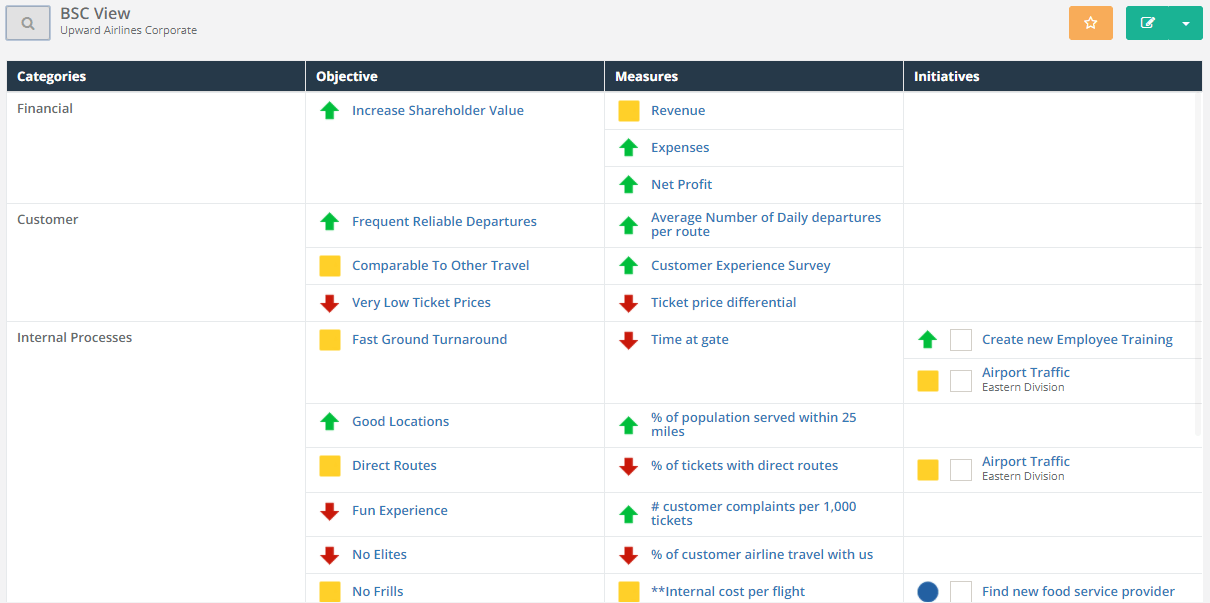 BSC View
Upward Airlines Corporate
Categories
Objective
Measures
Initiatives
Financial
Increase Shareholder Value
Revenue
Expenses
Net Profit
Customer
Frequent Reliable Departures
Average Number of Daily departures
per route
Comparable To Other Travel
Customer Experience Survey
Very Low Ticket Prices
Ticket price differential
Internal Processes
Fast Ground Turnaround
Time at gate
Create new Employee Training
Airport Traffic
Eastern Division
Good Locations
% of population served within 25
miles
Direct Routes
% of tickets with direct routes
Airport Traffic
Eastern Division
Fun Experience
# customer complaints per 1,000
tickets
No Elites
% of customer airline travel with us
No Frills
**Internal cost per flight
Find new food service provider